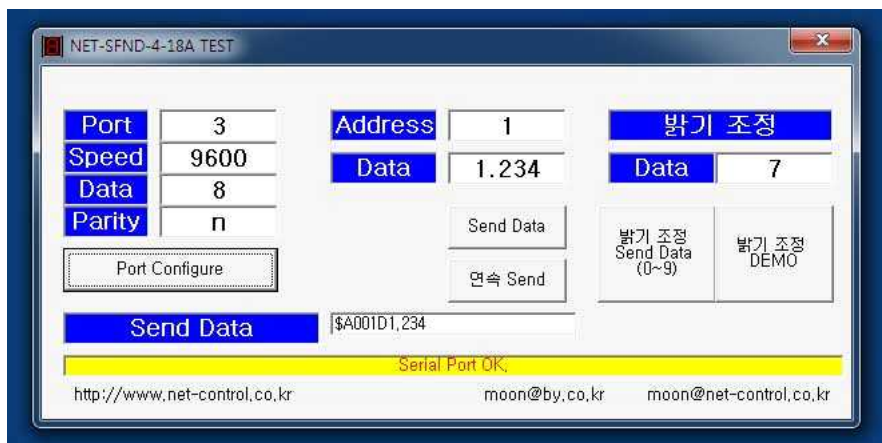 NET-SFND-4-18A TEST
Port 3
Speed 9600
Data 8
Parity n
Port Configure
Address 1
Data 1.234
Send Data
연속 Send
밝기 조정
Data 7
밝기 조정
Send Data
(0~9)
밝기 조정
DEMO
Send Data $A001D1.234
Serial Port OK.
http://www.net-control.co.kr moon@by.co.kr moon@net-control.co.kr